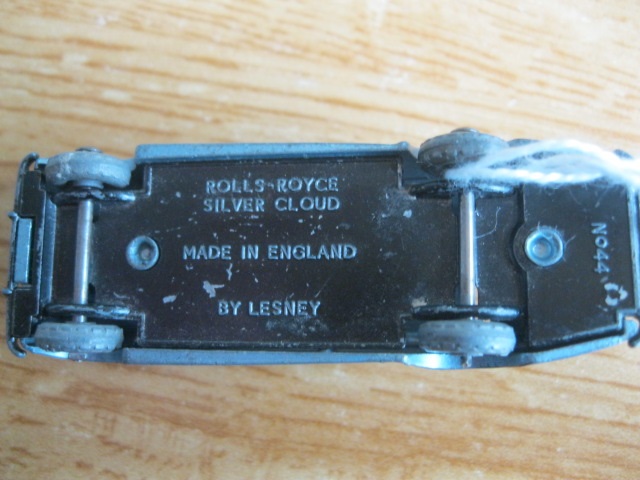 ROLLS-ROYCE
SILVER CLOUD
MADE IN ENGLAND
BY LESNEY
No44